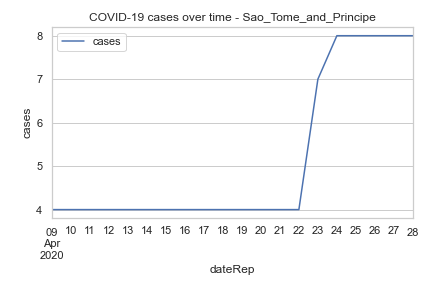 COVID-19 cases over time - Sao_Tome_and_Principe
cases
8
7
6
5
4
cases
09 10 11 12 13 14 15 16 17 18 19 20 21 22 23 24 25 26 27 28
Apr
2020
dateRep